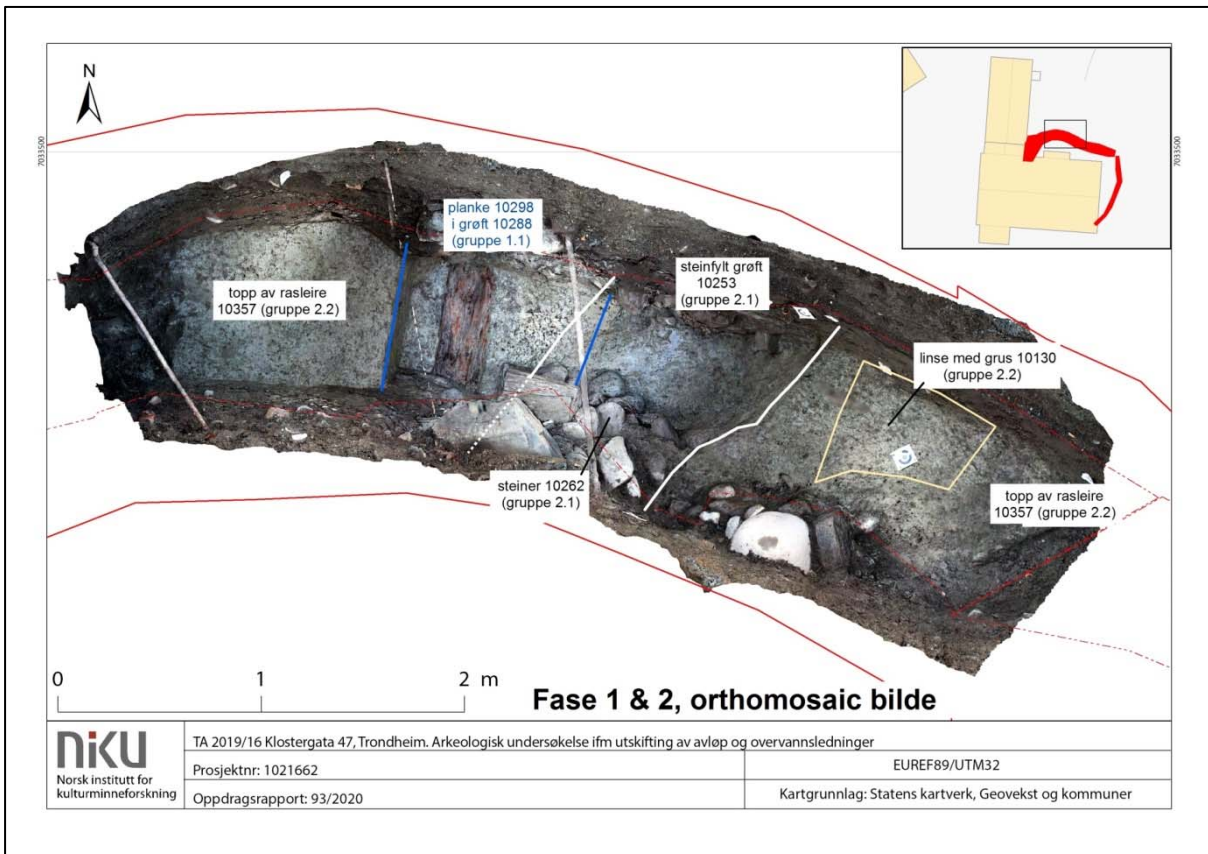 N
7033500
7033500
planke 10298
i grøft 10288
(gruppe 1.1)
steinfylt grøft
10253
(gruppe 2.1)
topp av rasleire
10357 (gruppe 2.2)
linse med grus 10130
(gruppe 2.2)
steiner 10262
(gruppe 2.1)
topp av rasleire
10357 (gruppe 2.2)
0 1 2 m
Fase 1 & 2, orthomosaic bilde
niku
Norsk institutt for
kulturminneforskning
TA 2019/16 Klostergata 47, Trondheim. Arkeologisk undersøkelse ifm utskifting av avløp og overvannsledninger
Prosjektnr: 1021662
EUREF89/UTM32
Oppdragsrapport: 93/2020
Kartgrunnlag: Statens kartverk, Geovekst og kommuner